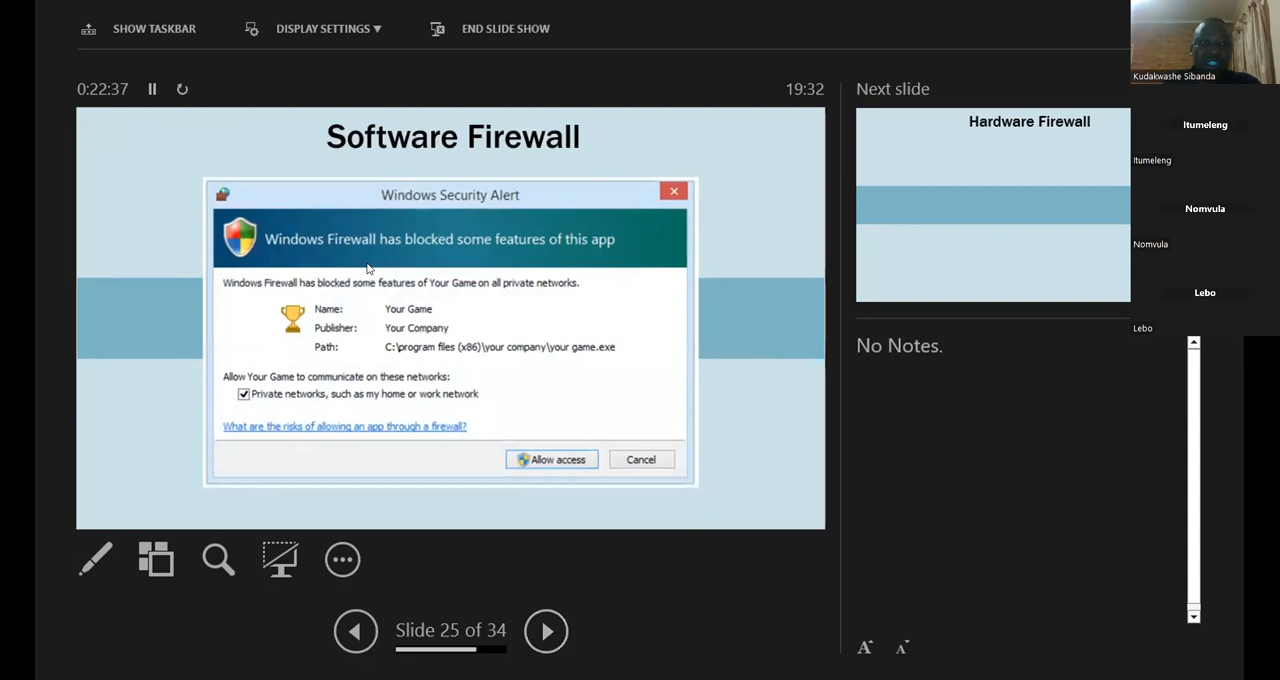 SHOW TASKBAR
DISPLAY SETTINGS ▼
END SLIDE SHOW
Kudakwashe Sibanda
0:22:37
19:32
Next slide
Software Firewall
Windows Security Alert
Windows Firewall has blocked some features of this app
Windows Firewall has blocked some features of Your Game on all private networks.
Name: Your Game
Publisher: Your Company
Path: C:\program files (x86)\your company\your game.exe
Allow Your Game to communicate on these networks:
Private networks, such as my home or work network
What are the risks of allowing an app through a firewall?
Allow access
Cancel
Hardware Firewall
Itumeleng
Itumeleng
Nomvula
Nomvula
Lebo
Lebo
No Notes.
Slide 25 of 34
A
A